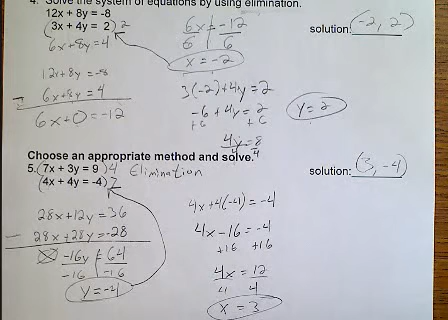 4. Solve the system of equations by using elimination.
12x + 8y = -8
(3x + 4y = 2) 2
6x + 8y = 4
12x + 8y = -8
- 6x + 8y = 4
6x + 0 = -12
6x = -12
6 | 6
x = -2
3(-2) + 4y = 2
-6 + 4y = 2
+6 +6
4y = 8
4 4
y = 2
solution: (-2, 2)
Choose an appropriate method and solve.
5. (7x + 3y = 9) 4 Elimination
(4x + 4y = -4) 7
28x + 12y = 36
- 28x + 28y = -28
-16y = 64
-16 | -16
y = -4
4x + 4(-4) = -4
4x - 16 = -4
+16 +16
4x = 12
4 4
x = 3
solution: (3, -4)